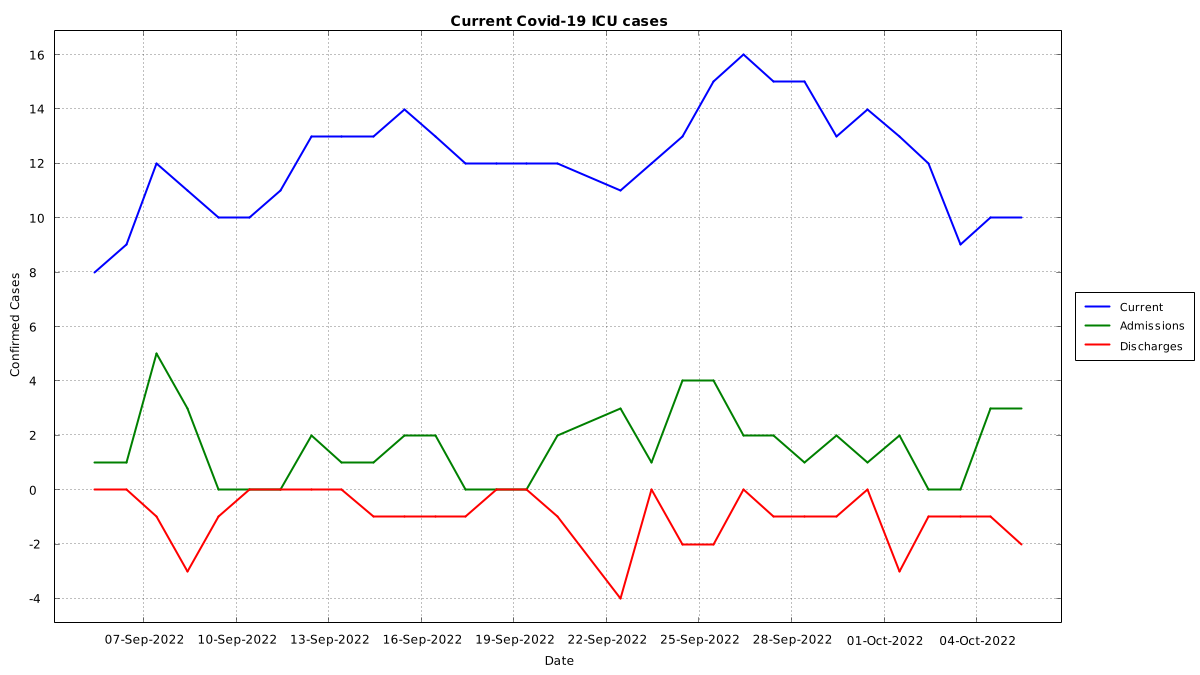 Current Covid-19 ICU cases
Confirmed Cases
16
14
12
10
8
6
4
2
0
-2
-4
07-Sep-2022 10-Sep-2022 13-Sep-2022 16-Sep-2022 19-Sep-2022 22-Sep-2022 25-Sep-2022 28-Sep-2022 01-Oct-2022 04-Oct-2022
Date
Current
Admissions
Discharges